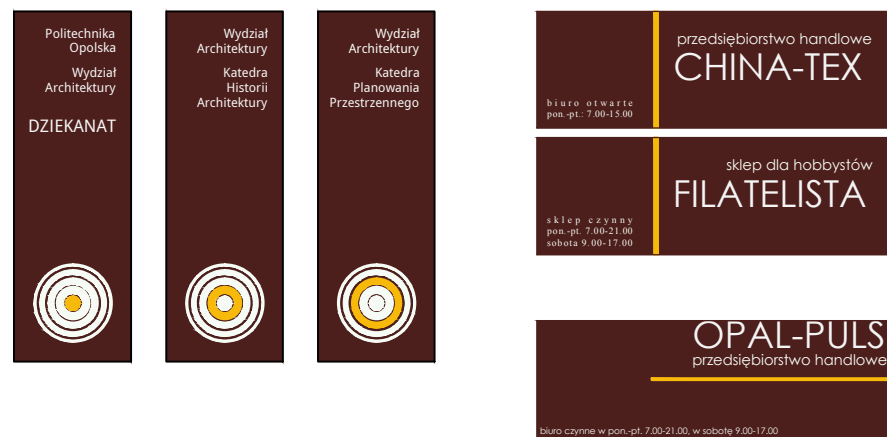 Politechnika
Opolska
Wydział
Architektury
DZIEKANAT
Wydział
Architektury
Katedra
Historii
Architektury
Wydział
Architektury
Katedra
Planowania
Przestrzennego
przedsiębiorstwo handlowe
CHINA-TEX
biuro otwarte
pon.-pt.: 7.00-15.00
sklep dla hobbystów
FILATELISTA
sklep czynny
pon.-pt. 7.00-21.00
sobota 9.00-17.00
OPAL-PULS
przedsiębiorstwo handlowe
biuro czynne w pon.-pt. 7.00-21.00, w sobotę 9.00-17.00